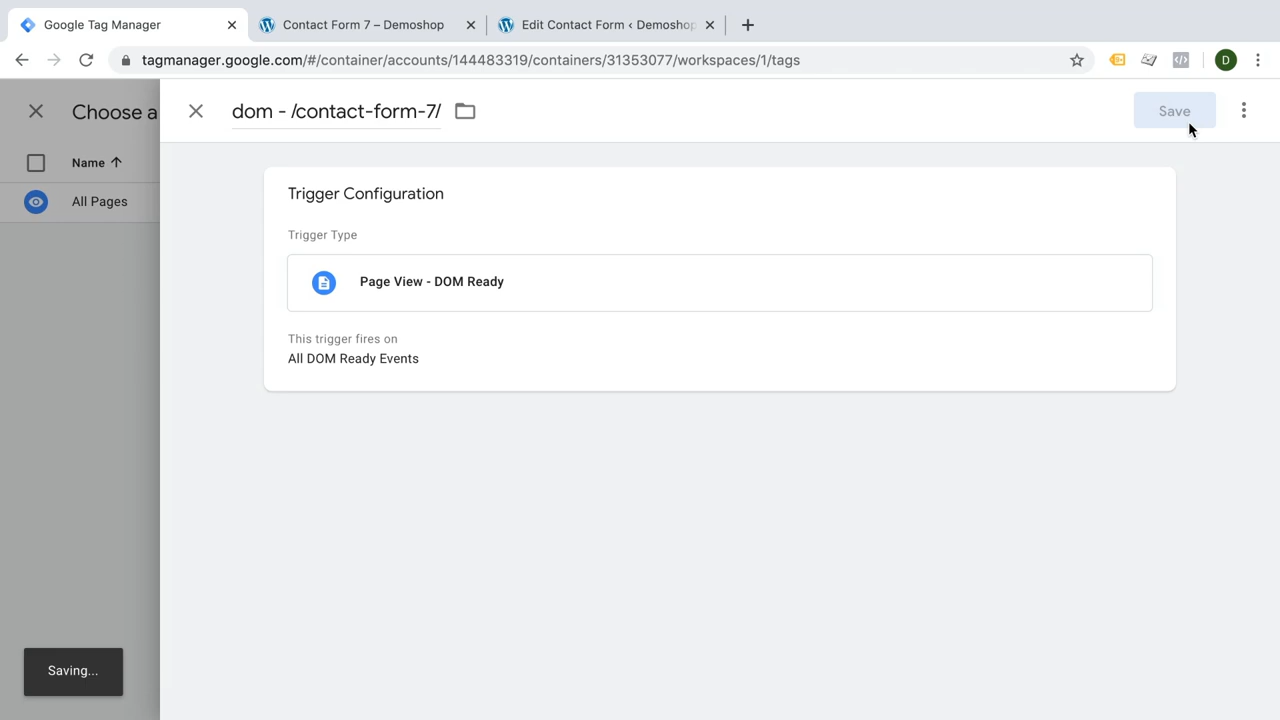 Google Tag Manager
Contact Form 7 – Demoshop
Edit Contact Form ‹ Demoshop
tagmanager.google.com/#/container/accounts/144483319/containers/31353077/workspaces/1/tags
D
Choose a
dom - /contact-form-7/
Save
Name
All Pages
Trigger Configuration
Trigger Type
Page View - DOM Ready
This trigger fires on
All DOM Ready Events
Saving...